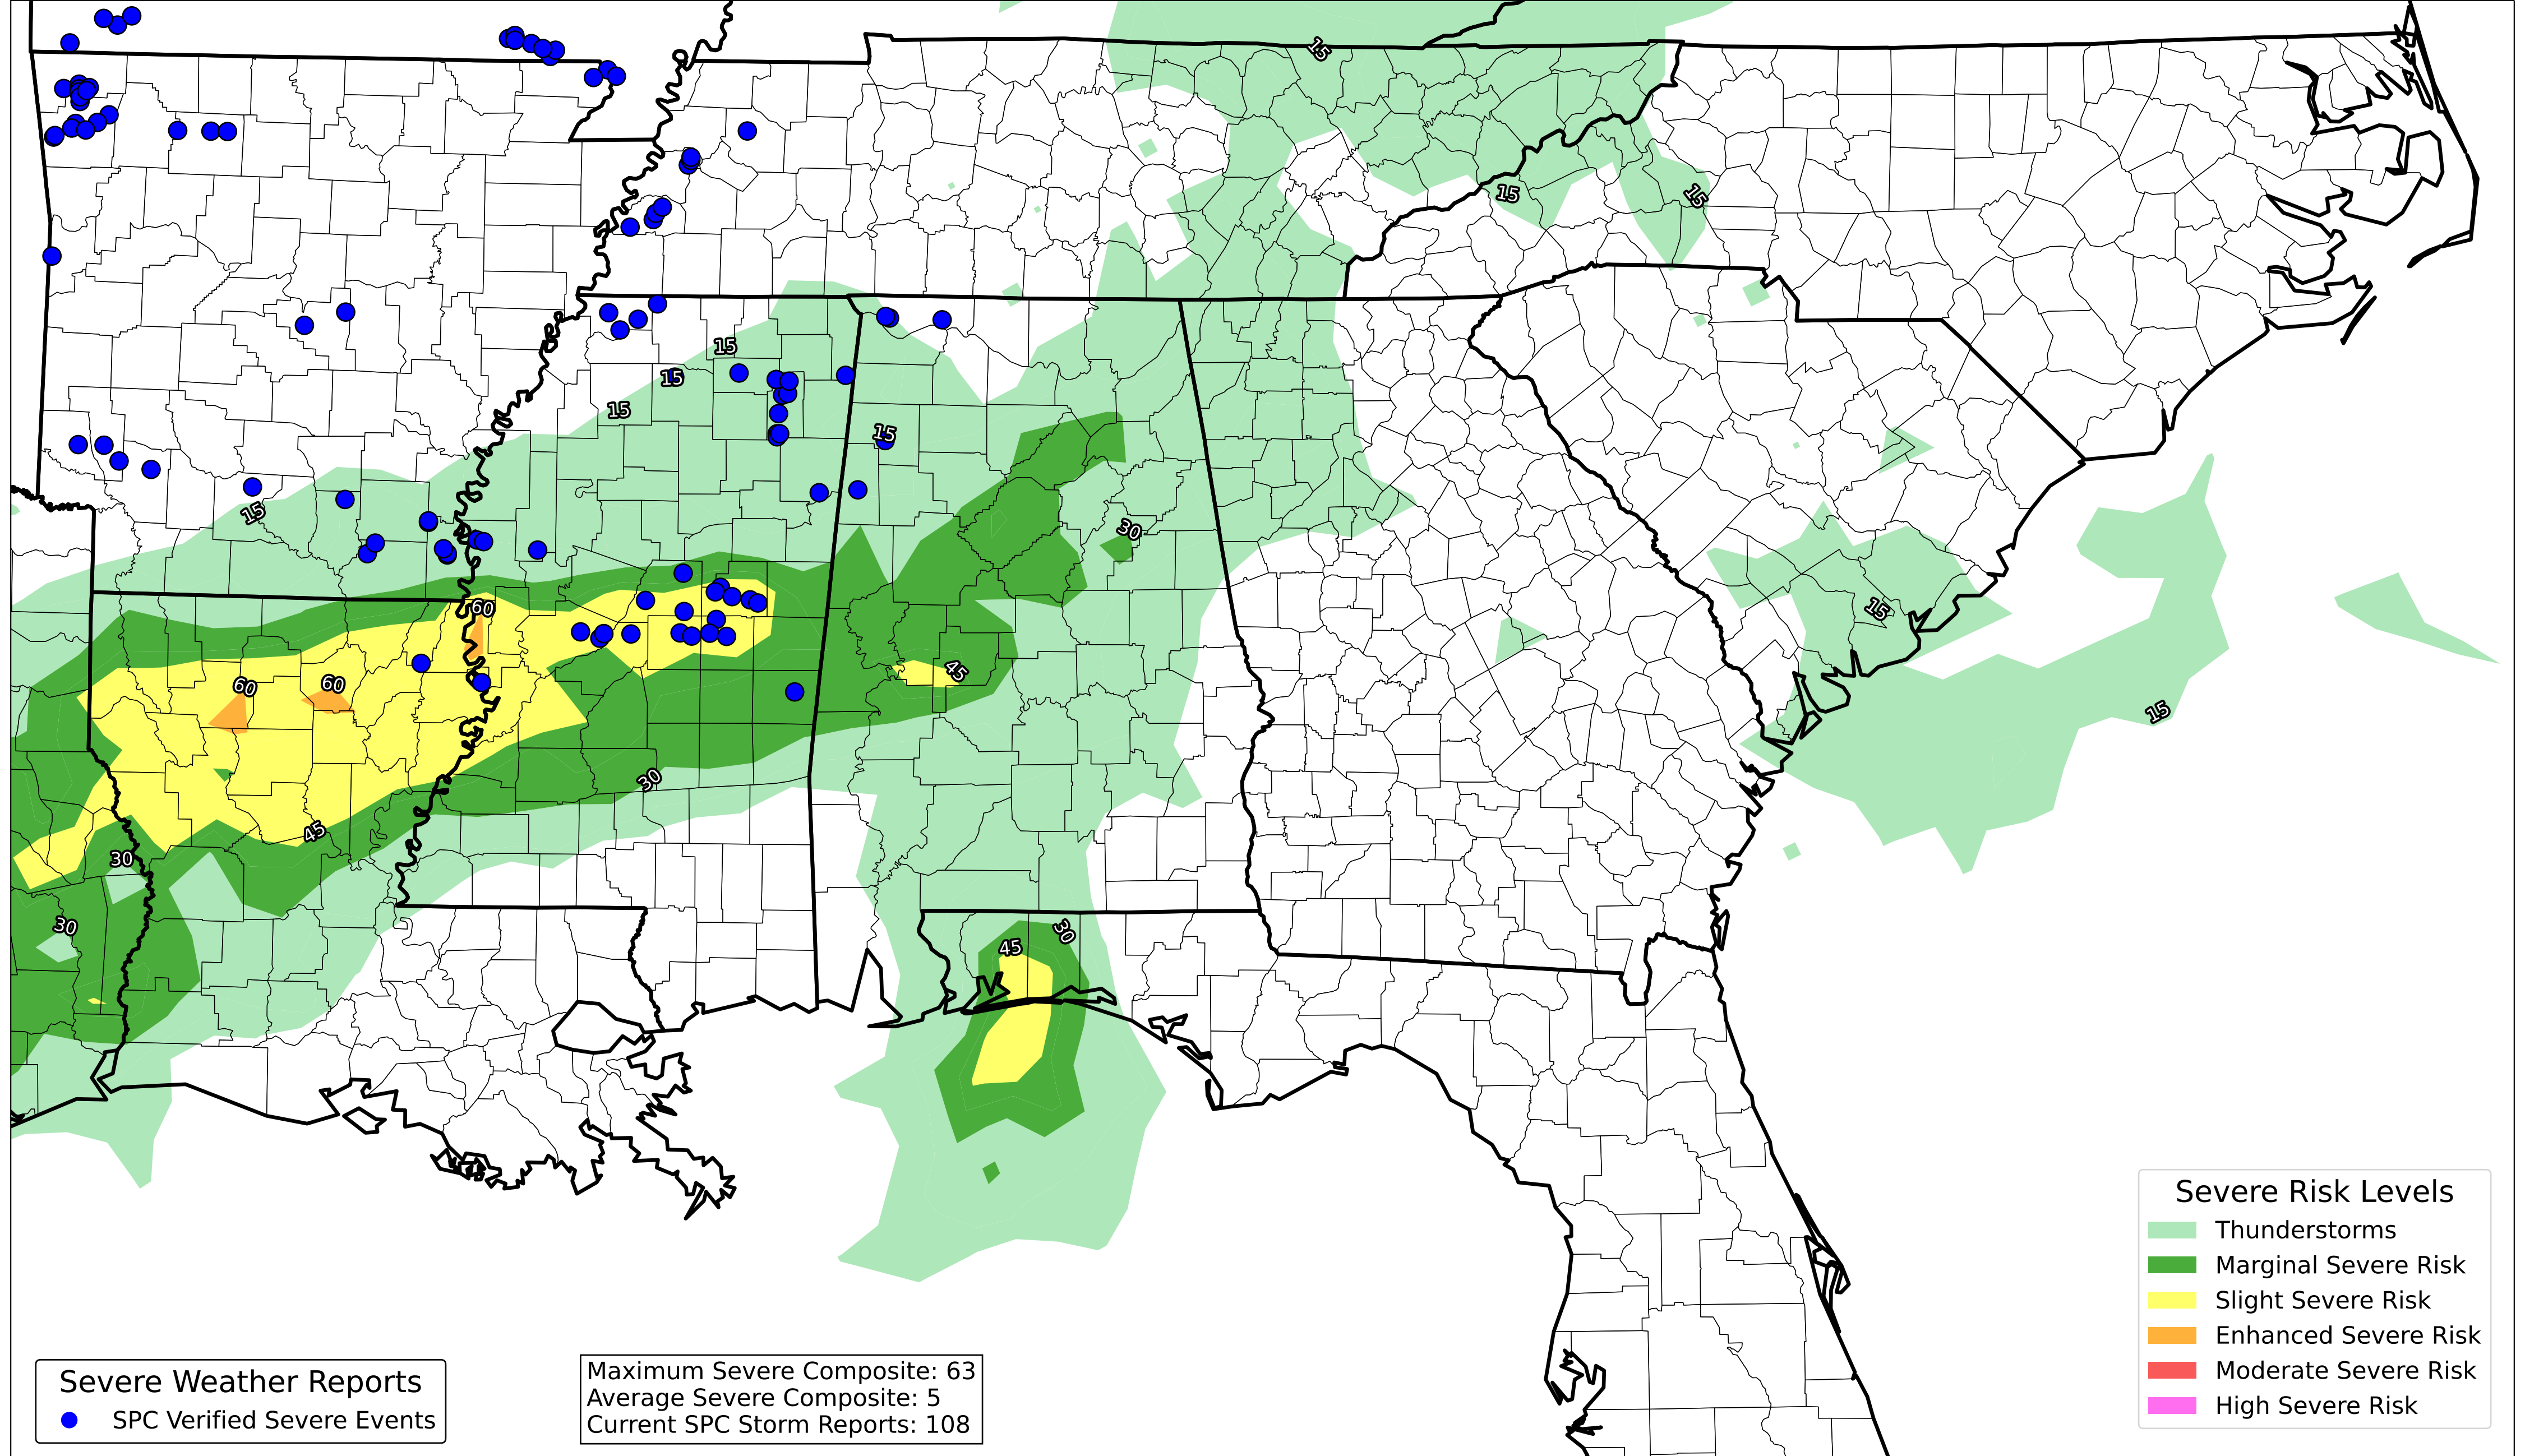 15
15
15
15
15
15
15
15
30
60
15
60
60
45
15
30
45
30
30
45
30
Severe Risk Levels
Thunderstorms
Marginal Severe Risk
Slight Severe Risk
Enhanced Severe Risk
Moderate Severe Risk
High Severe Risk
Maximum Severe Composite: 63
Average Severe Composite: 5
Current SPC Storm Reports: 108
Severe Weather Reports
SPC Verified Severe Events